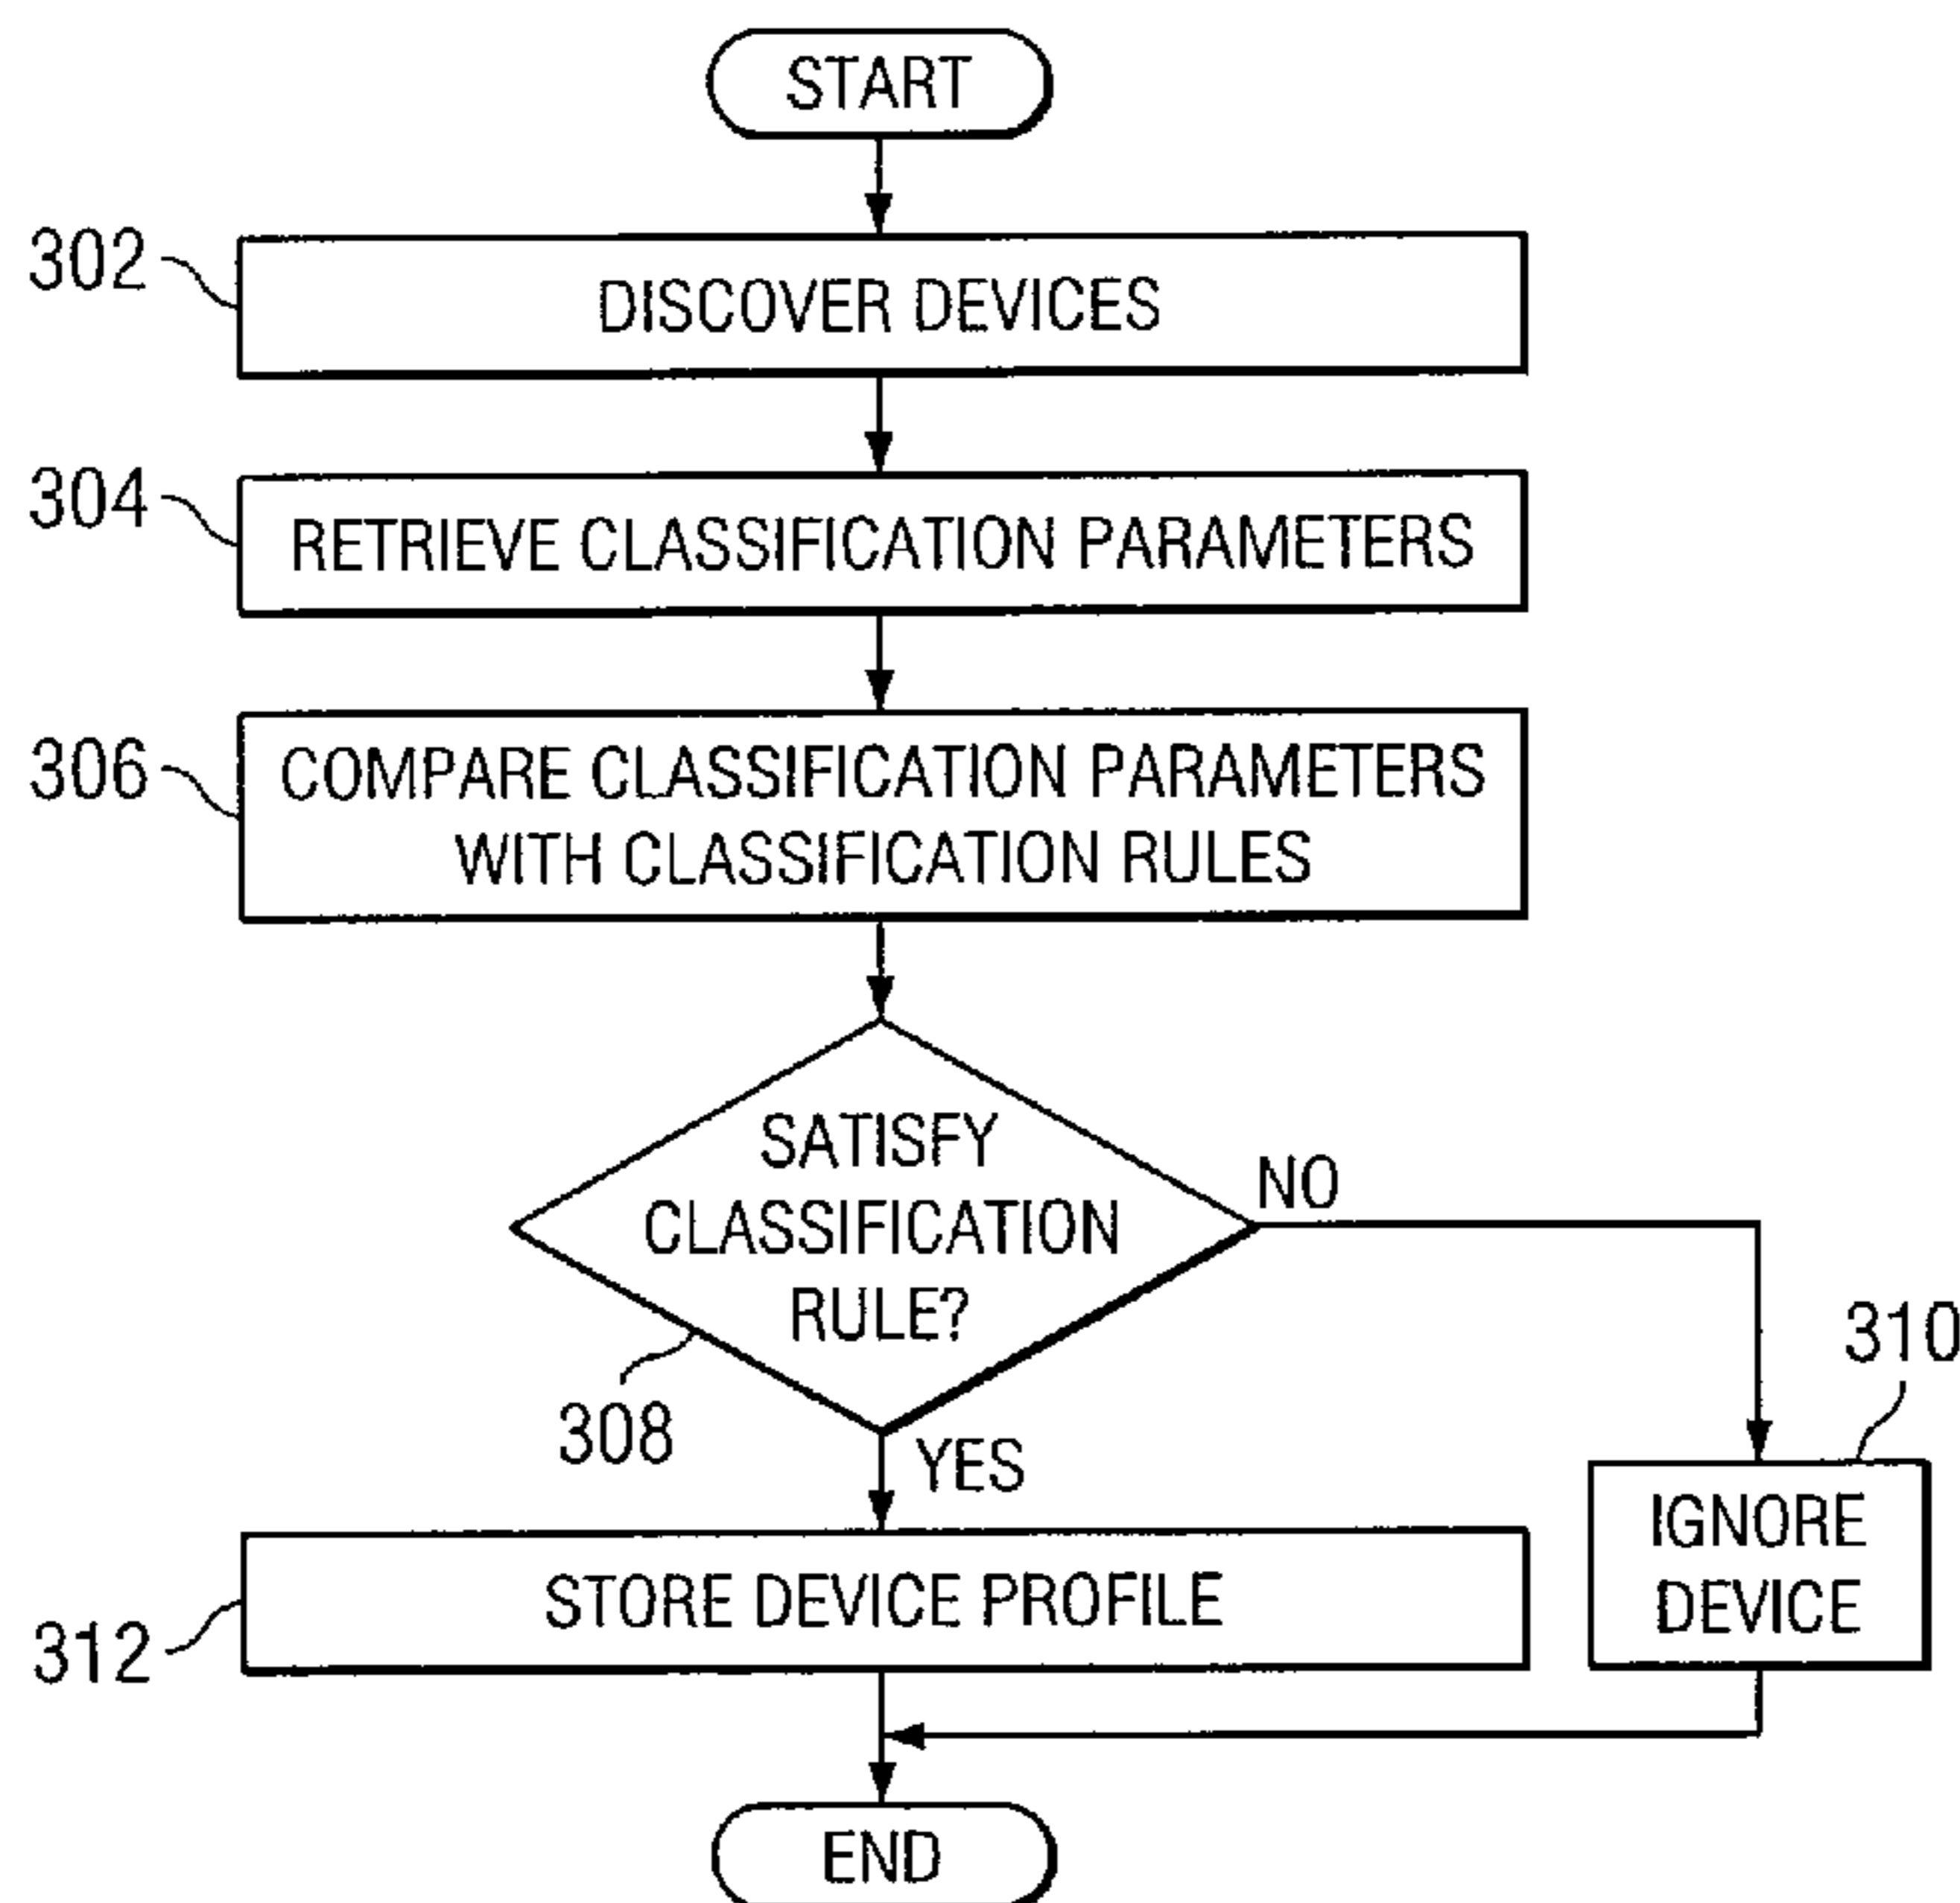 START
302
DISCOVER DEVICES
304
RETRIEVE CLASSIFICATION PARAMETERS
306
COMPARE CLASSIFICATION PARAMETERS
WITH CLASSIFICATION RULES
SATISFY
CLASSIFICATION
RULE?
NO
308
YES
310
IGNORE
DEVICE
312
STORE DEVICE PROFILE
END